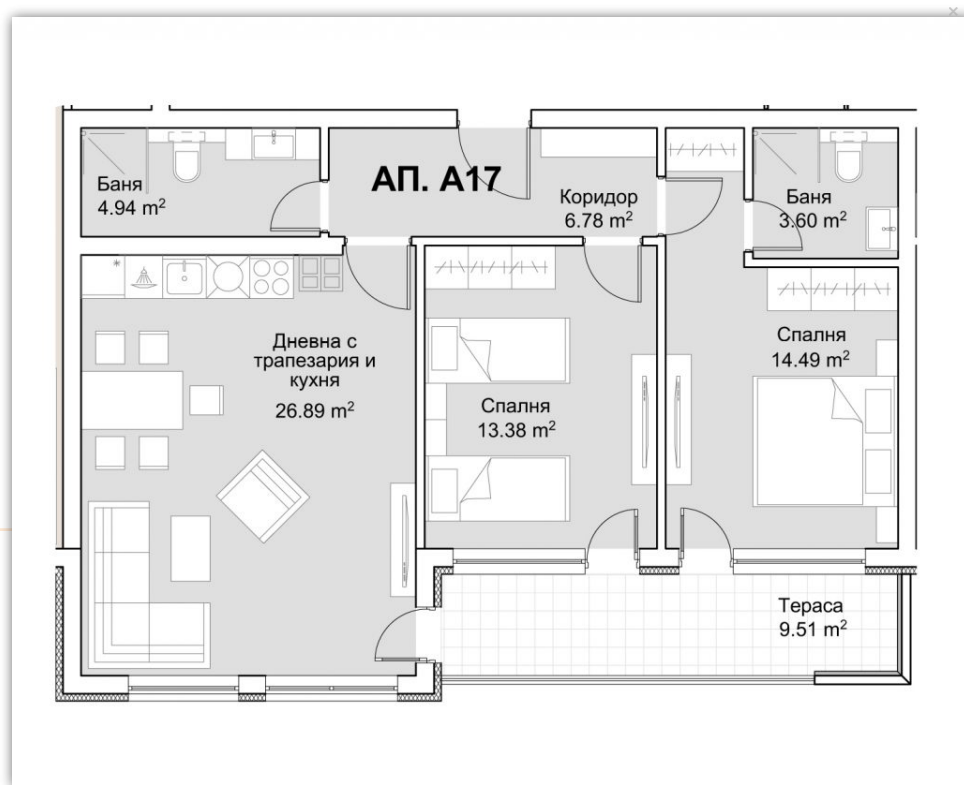 АП. А17
Баня
4.94 m²
Коридор
6.78 m²
Баня
3.60 m²
Дневна с
трапезария и
кухня
26.89 m²
Спалня
13.38 m²
Спалня
14.49 m²
Тераса
9.51 m²